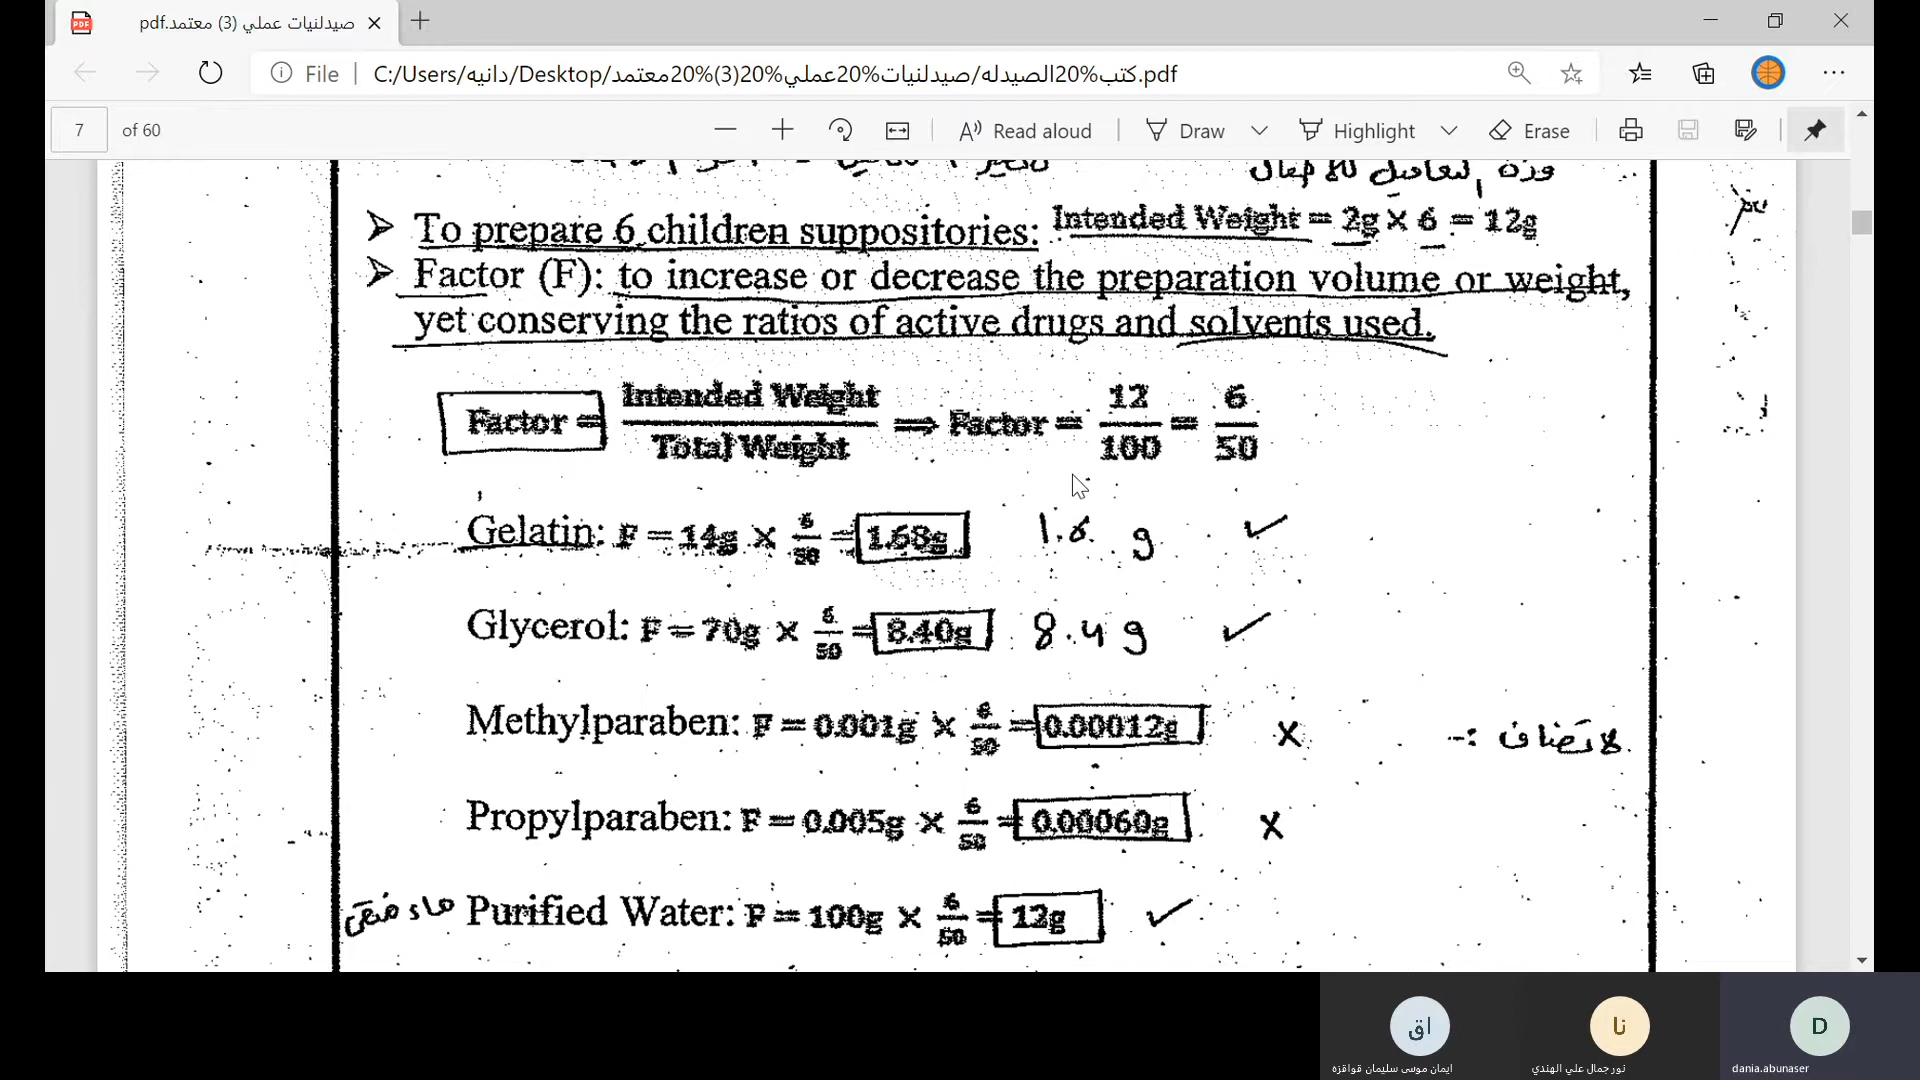 صيدلنيات عملي (3) معتمد.pdf
File C:/Users/دانيه/Desktop/كتب%20الصيدله/صيدلنيات%20عملي%20(3)%20معتمد.pdf
7 of 60 Read aloud Draw Highlight Erase
To prepare 6 children suppositories: Intended Weight = 2g × 6 = 12g
Factor (F): to increase or decrease the preparation volume or weight,
yet conserving the ratios of active drugs and solvents used.
Factor = Intended Weight / Total Weight ⟹ Factor = 12/100 = 6/50
Gelatin: F = 14g × 6/50 = 1.68g 1.6 g ✓
Glycerol: F = 70g × 6/50 = 8.40g 8.4 g ✓
Methylparaben: F = 0.001g × 6/50 = 0.00012g X لا تضاف :-
Propylparaben: F = 0.005g × 6/50 = 0.00060g X
ماء منقى Purified Water: F = 100g × 6/50 = 12g ✓
اق نا D
ايمان موسى سليمان قواقزه نور جمال علي الهندي dania.abunaser